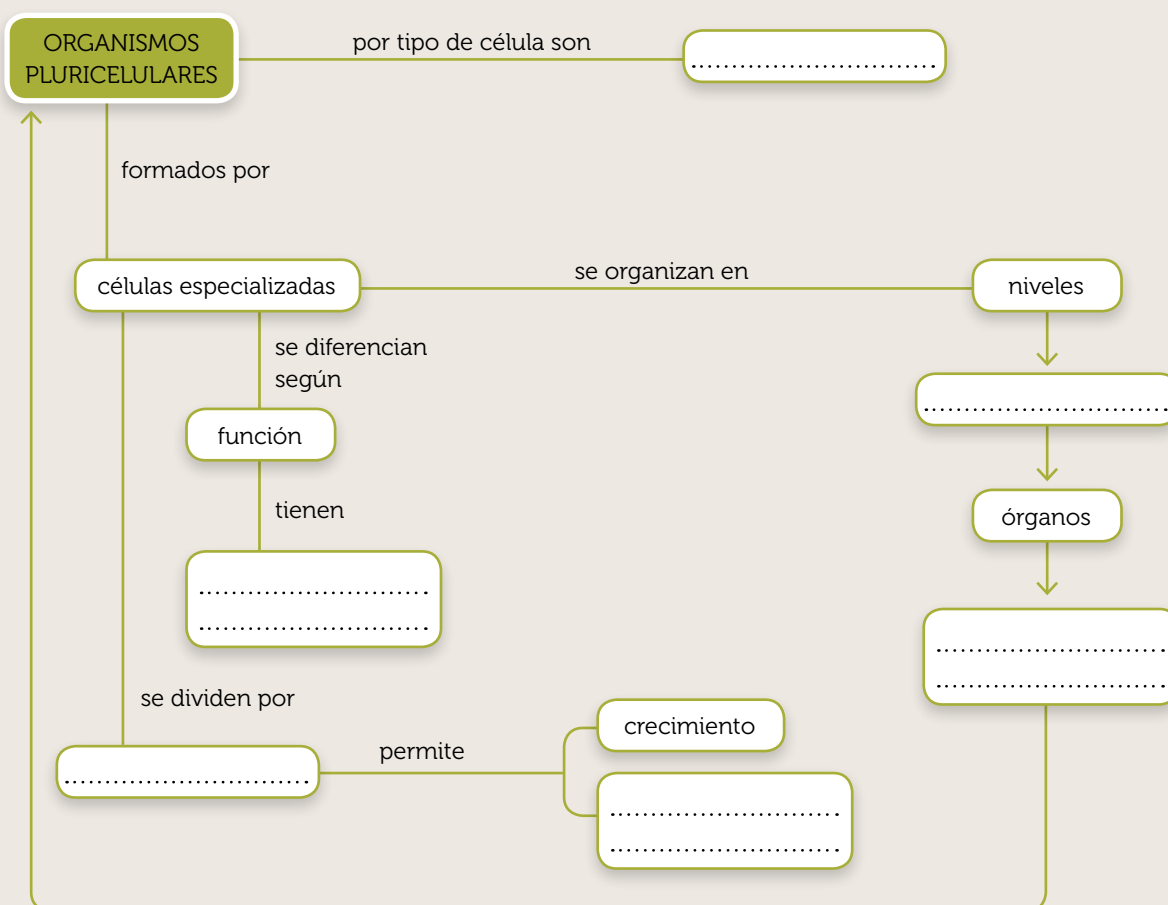 ORGANISMOS
PLURICELULARES
por tipo de célula son
............................
formados por
células especializadas
se organizan en
niveles
se diferencian
según
............................
función
órganos
tienen
............................
............................
............................
............................
se dividen por
crecimiento
permite
............................
............................
............................